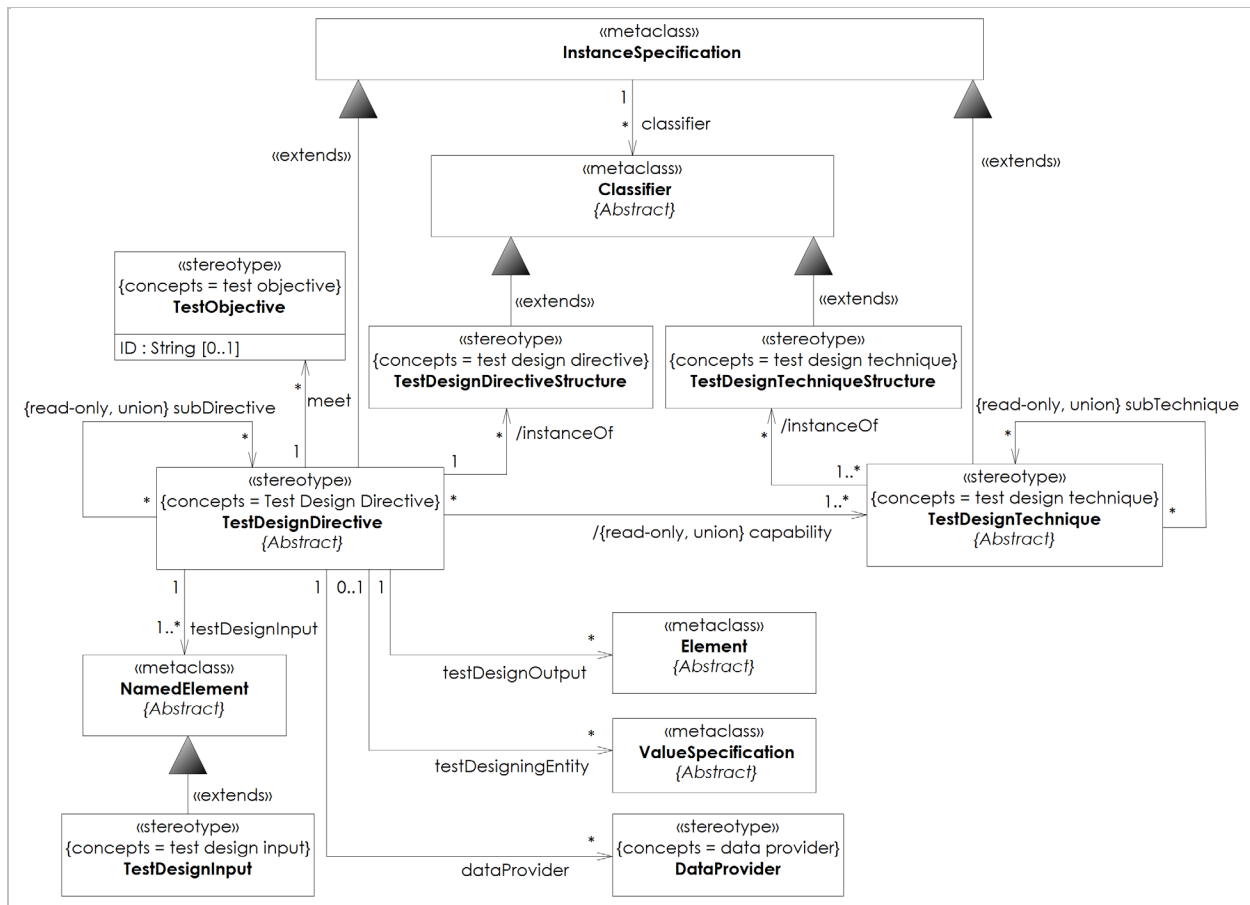 «metaclass»
InstanceSpecification
1
* classifier
«extends»
«extends»
«metaclass»
Classifier
{Abstract}
«stereotype»
{concepts = test objective}
TestObjective
ID : String [0..1]
«extends»
«extends»
«stereotype»
{concepts = test design directive}
TestDesignDirectiveStructure
«stereotype»
{concepts = test design technique}
TestDesignTechniqueStructure
* meet
1
{read-only, union} subDirective
*
*
/instanceOf
*
1
/instanceOf
*
1..*
{read-only, union} subTechnique
*
*
«stereotype»
{concepts = Test Design Directive}
TestDesignDirective
{Abstract}
*
1..*
/{read-only, union} capability
«stereotype»
{concepts = test design technique}
TestDesignTechnique
{Abstract}
1
1
0..1
1
1..* testDesignInput
«metaclass»
NamedElement
{Abstract}
*
testDesignOutput
«metaclass»
Element
{Abstract}
*
testDesigningEntity
«metaclass»
ValueSpecification
{Abstract}
«extends»
«stereotype»
{concepts = test design input}
TestDesignInput
*
dataProvider
«stereotype»
{concepts = data provider}
DataProvider